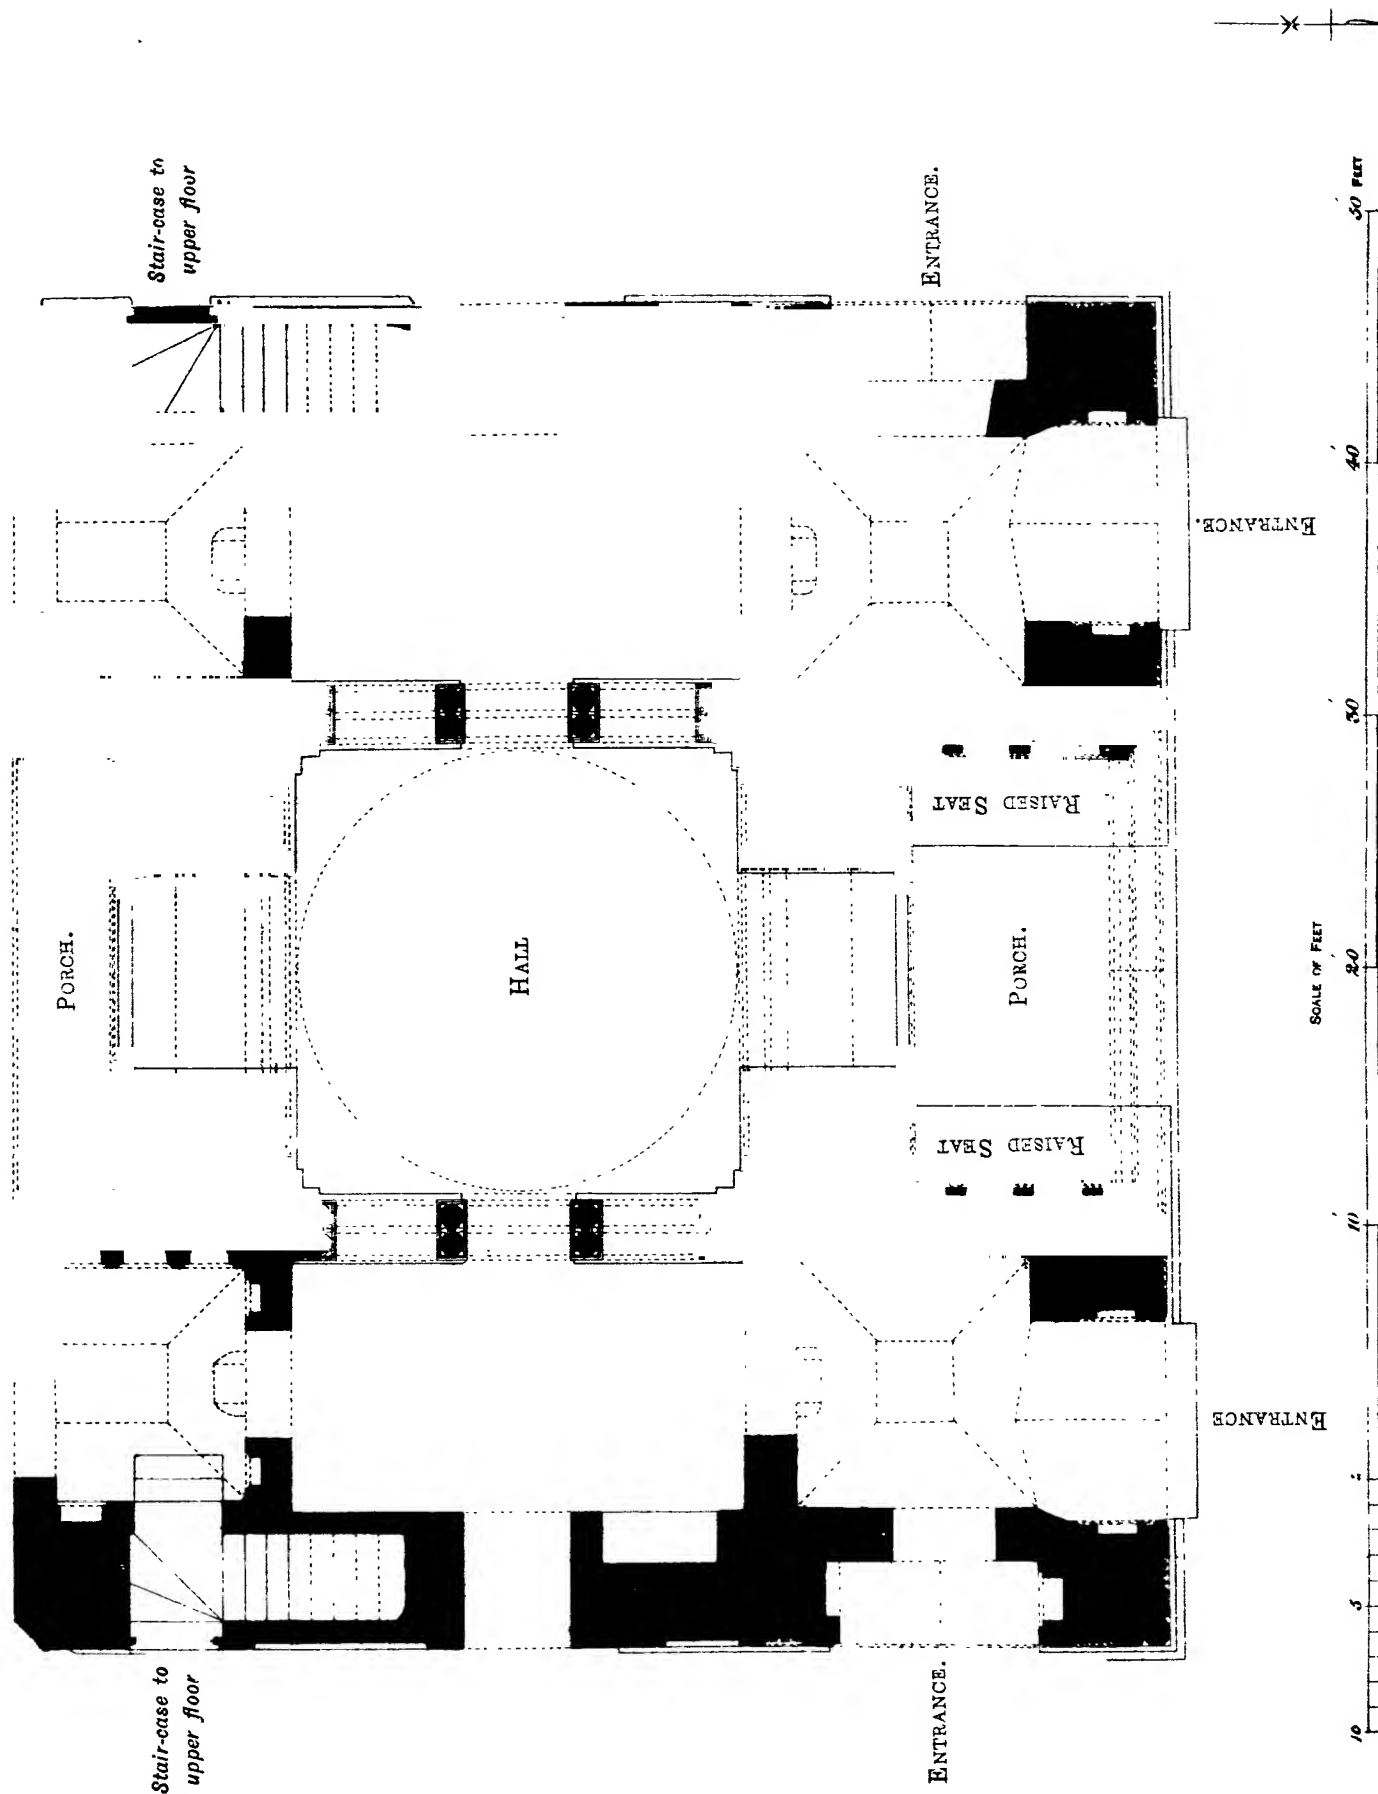 Stair-case to
upper floor
ENTRANCE.
PORCH.
HALL
PORCH.
RAISED SEAT
RAISED SEAT
ENTRANCE.
ENTRANCE
Stair-case to
upper floor
ENTRANCE.
SCALE OF FEET
10
5
10
20
30
40
50 FEET